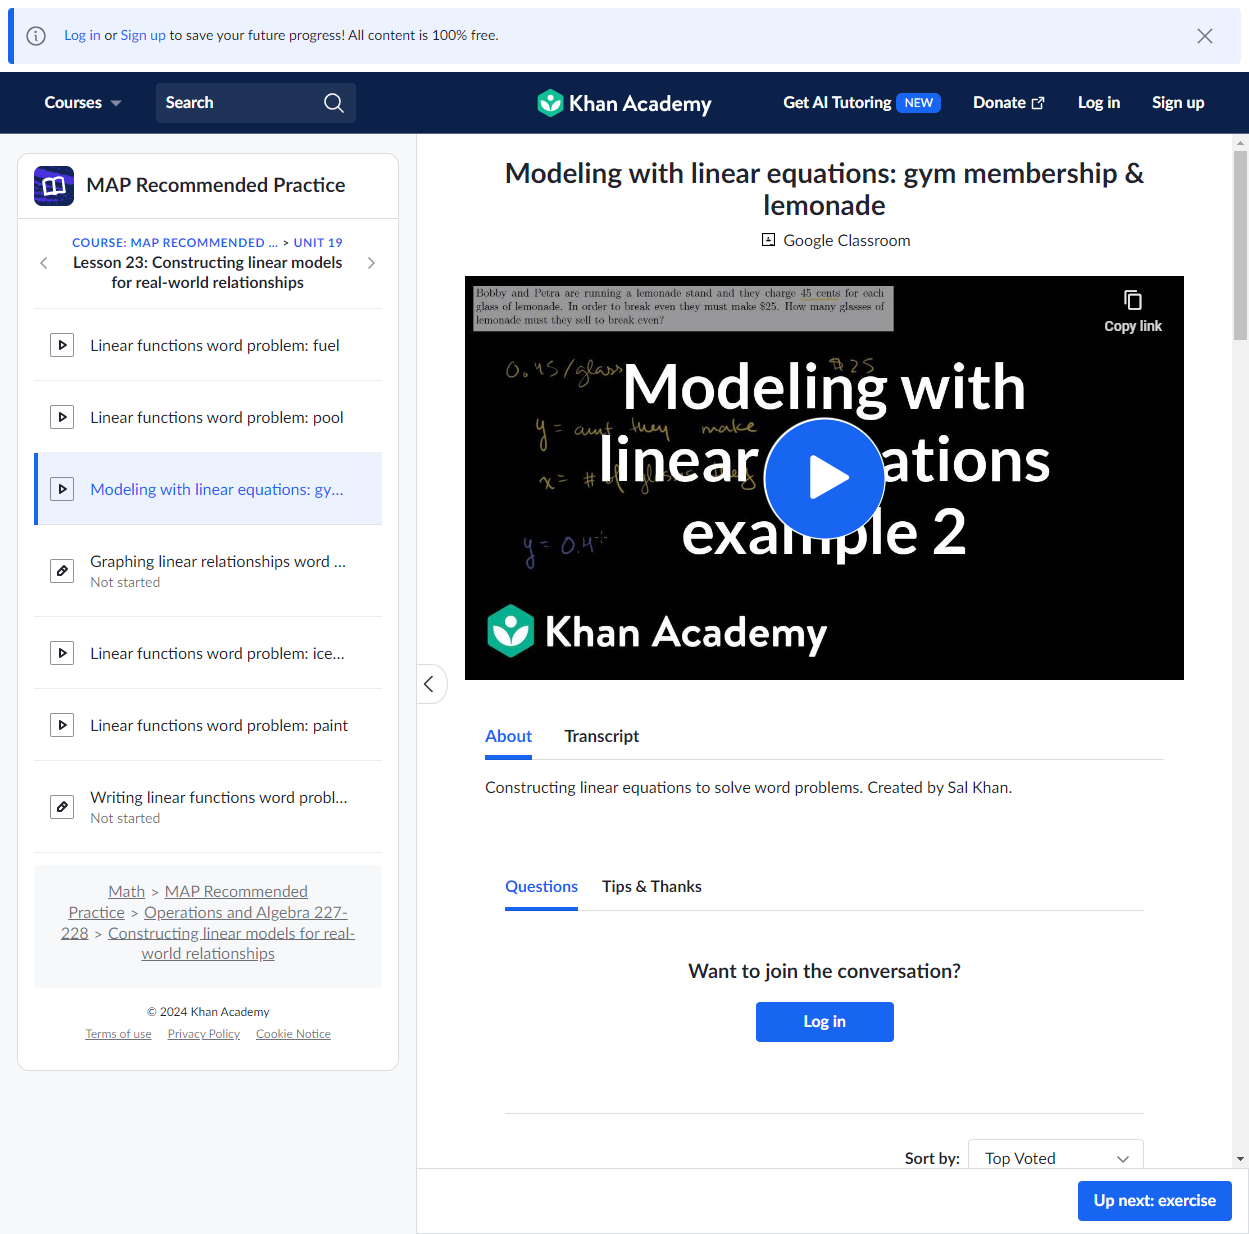 Log in or Sign up to save your future progress! All content is 100% free.
Courses
Search
Khan Academy
Get AI Tutoring NEW
Donate
Log in
Sign up
MAP Recommended Practice
COURSE: MAP RECOMMENDED ... > UNIT 19
Lesson 23: Constructing linear models
for real-world relationships
Linear functions word problem: fuel
Linear functions word problem: pool
Modeling with linear equations: gy...
Graphing linear relationships word ...
Not started
Linear functions word problem: ice...
Linear functions word problem: paint
Writing linear functions word probl...
Not started
Math > MAP Recommended
Practice > Operations and Algebra 227-
228 > Constructing linear models for real-
world relationships
© 2024 Khan Academy
Terms of use Privacy Policy Cookie Notice
Modeling with linear equations: gym membership &
lemonade
Google Classroom
Bobby and Petra are running a lemonade stand and they charge 45 cents for each
glass of lemonade. In order to break even they must make $25. How many glasses of
lemonade must they sell to break even?
Copy link
0.45/glass $25
Modeling with
y = amt they make
linear equations
x = # of glasses they
example 2
y = 0.4
Khan Academy
About Transcript
Constructing linear equations to solve word problems. Created by Sal Khan.
Questions Tips & Thanks
Want to join the conversation?
Log in
Sort by: Top Voted
Up next: exercise